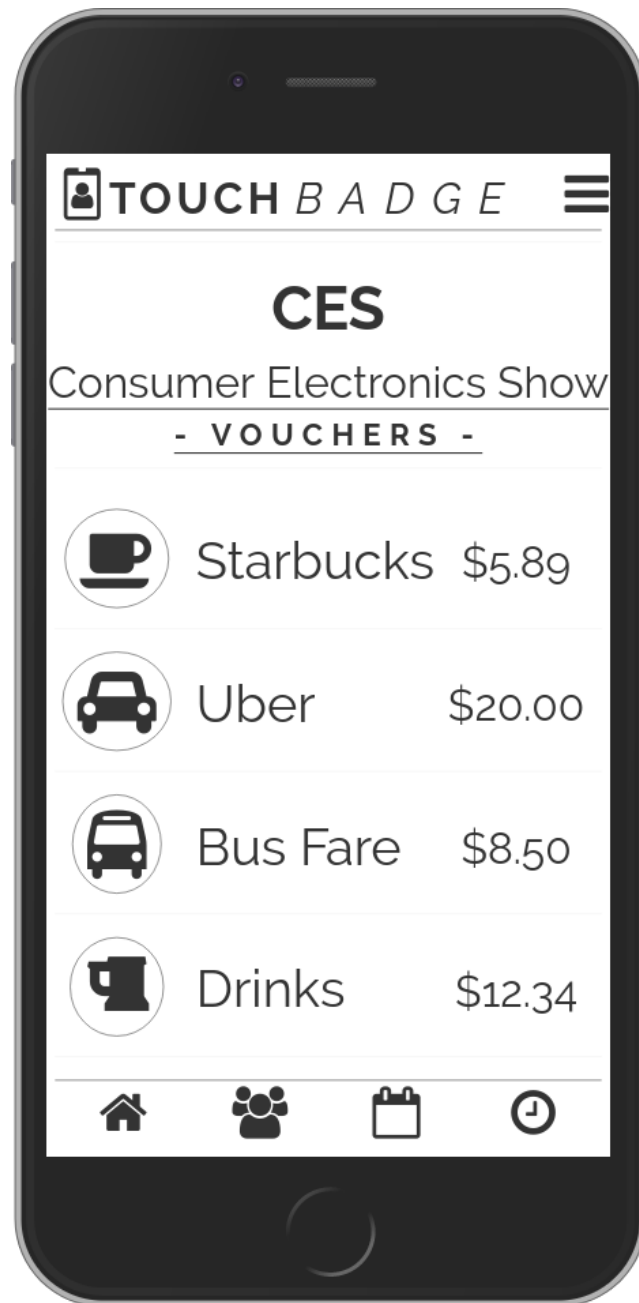 TOUCH BADGE
CES
Consumer Electronics Show
- VOUCHERS -
Starbucks $5.89
Uber $20.00
Bus Fare $8.50
Drinks $12.34